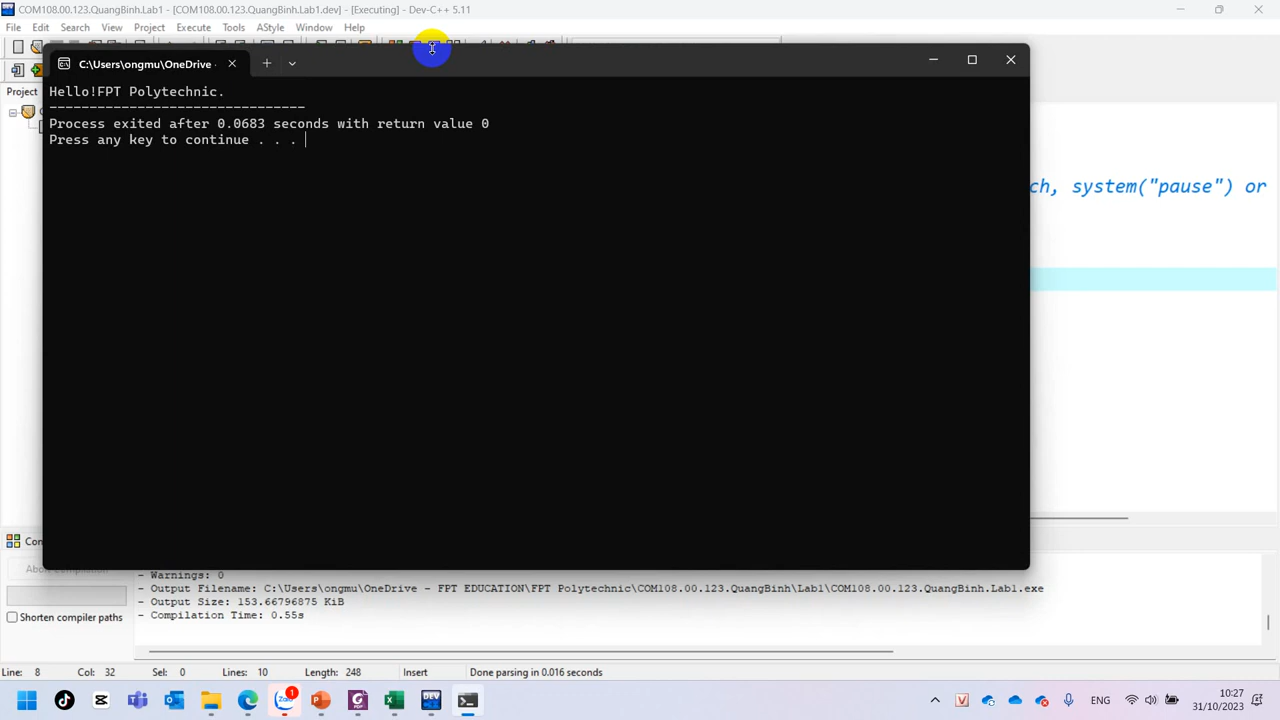 COM108.00.123.QuangBinh.Lab1 - [COM108.00.123.QuangBinh.Lab1.dev] - [Executing] - Dev-C++ 5.11
File Edit Search View Project Execute Tools AStyle Window Help
Project
C:\Users\ongmu\OneDrive -
Hello!FPT Polytechnic.
--------------------------------
Process exited after 0.0683 seconds with return value 0
Press any key to continue . . .
ch, system("pause") or
Com
Shorten compiler paths
- Warnings: 0
- Output Filename: C:\Users\ongmu\OneDrive - FPT EDUCATION\FPT Polytechnic\COM108.00.123.QuangBinh\Lab1\COM108.00.123.QuangBinh.Lab1.exe
- Output Size: 153.66796875 KiB
- Compilation Time: 0.55s
Line: 8 Col: 32 Sel: 0 Lines: 10 Length: 248 Insert Done parsing in 0.016 seconds
Zalo 1
DEV
ENG
10:27
31/10/2023